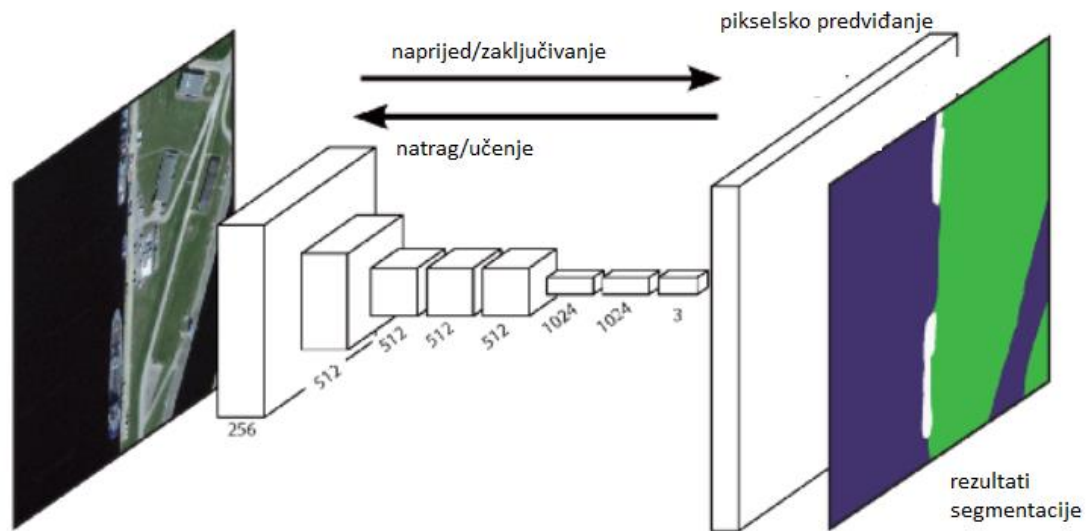 pikselsko predviđanje
naprijed/zaključivanje
natrag/učenje
256
512
512
512
512
1024
1024
3
rezultati
segmentacije